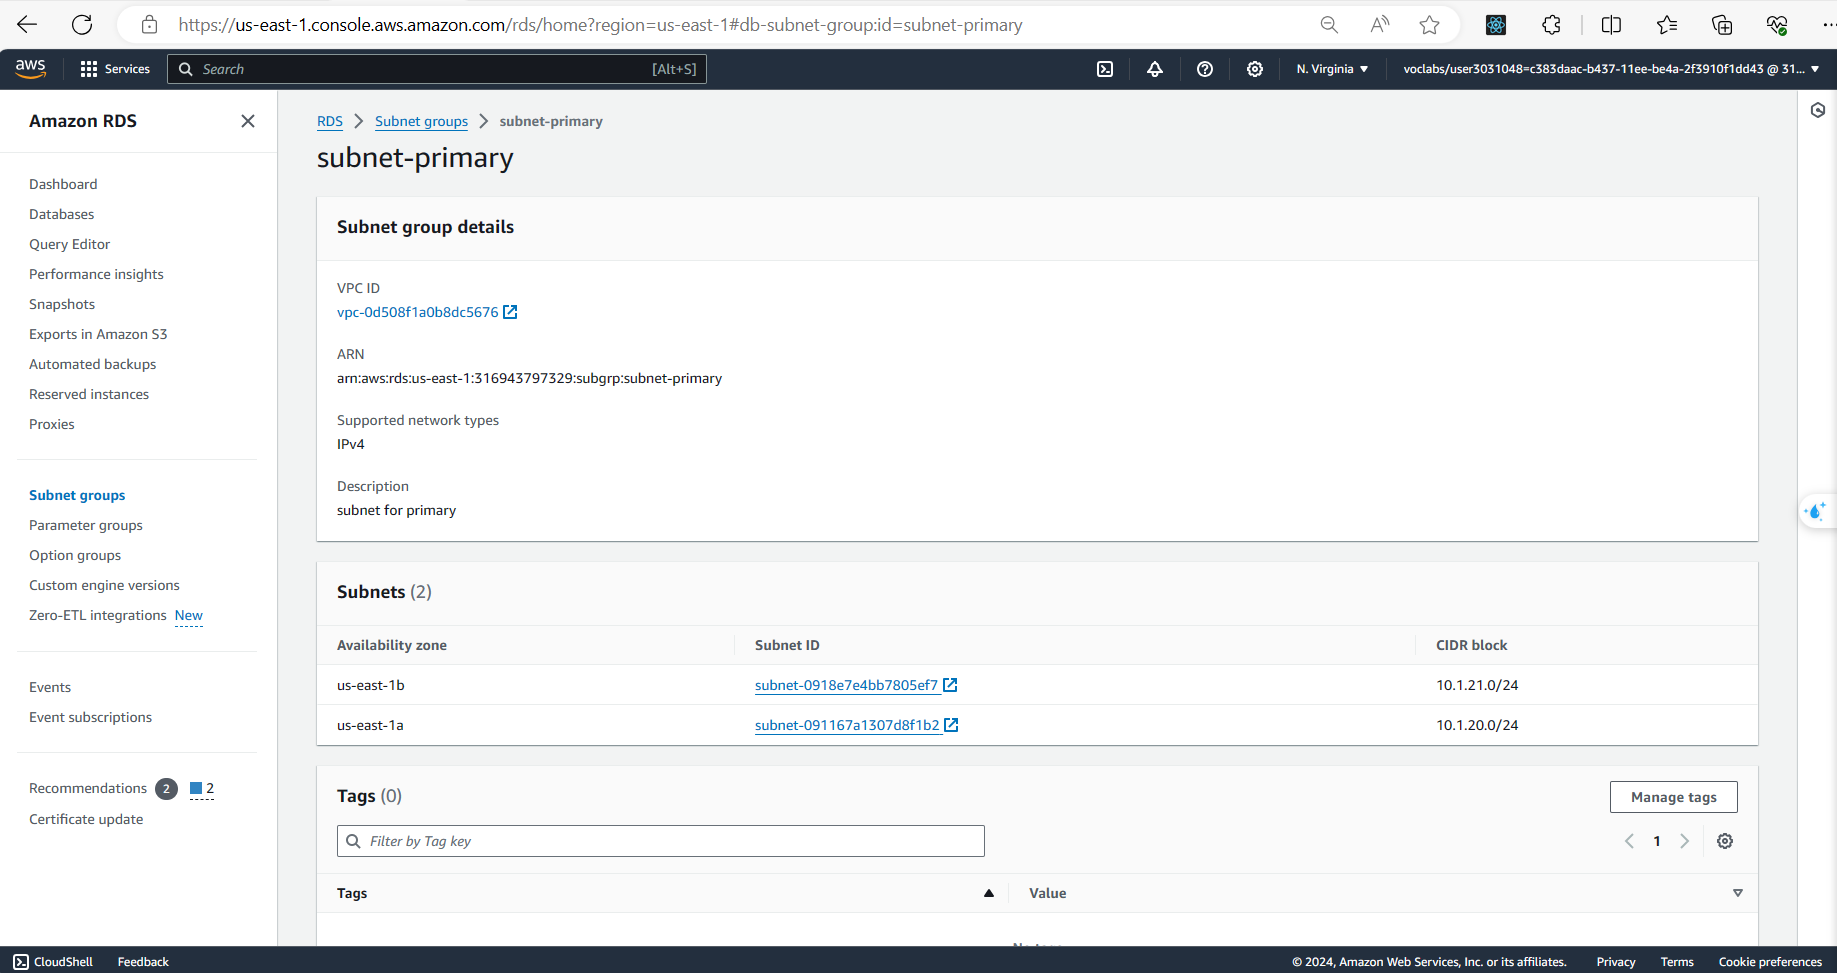 https://us-east-1.console.aws.amazon.com/rds/home?region=us-east-1#db-subnet-group:id=subnet-primary
aws Services Search [Alt+S] N. Virginia voclabs/user3031048=c383daac-b437-11ee-be4a-2f3910f1dd43 @ 31...
Amazon RDS
Dashboard
Databases
Query Editor
Performance insights
Snapshots
Exports in Amazon S3
Automated backups
Reserved instances
Proxies
Subnet groups
Parameter groups
Option groups
Custom engine versions
Zero-ETL integrations New
Events
Event subscriptions
Recommendations 2 2
Certificate update
RDS Subnet groups subnet-primary
subnet-primary
Subnet group details
VPC ID
vpc-0d508f1a0b8dc5676
ARN
arn:aws:rds:us-east-1:316943797329:subgrp:subnet-primary
Supported network types
IPv4
Description
subnet for primary
Subnets (2)
Availability zone Subnet ID CIDR block
us-east-1b subnet-0918e7e4bb7805ef7 10.1.21.0/24
us-east-1a subnet-091167a1307d8f1b2 10.1.20.0/24
Tags (0)
Manage tags
Filter by Tag key
1
Tags Value
CloudShell Feedback © 2024, Amazon Web Services, Inc. or its affiliates. Privacy Terms Cookie preferences